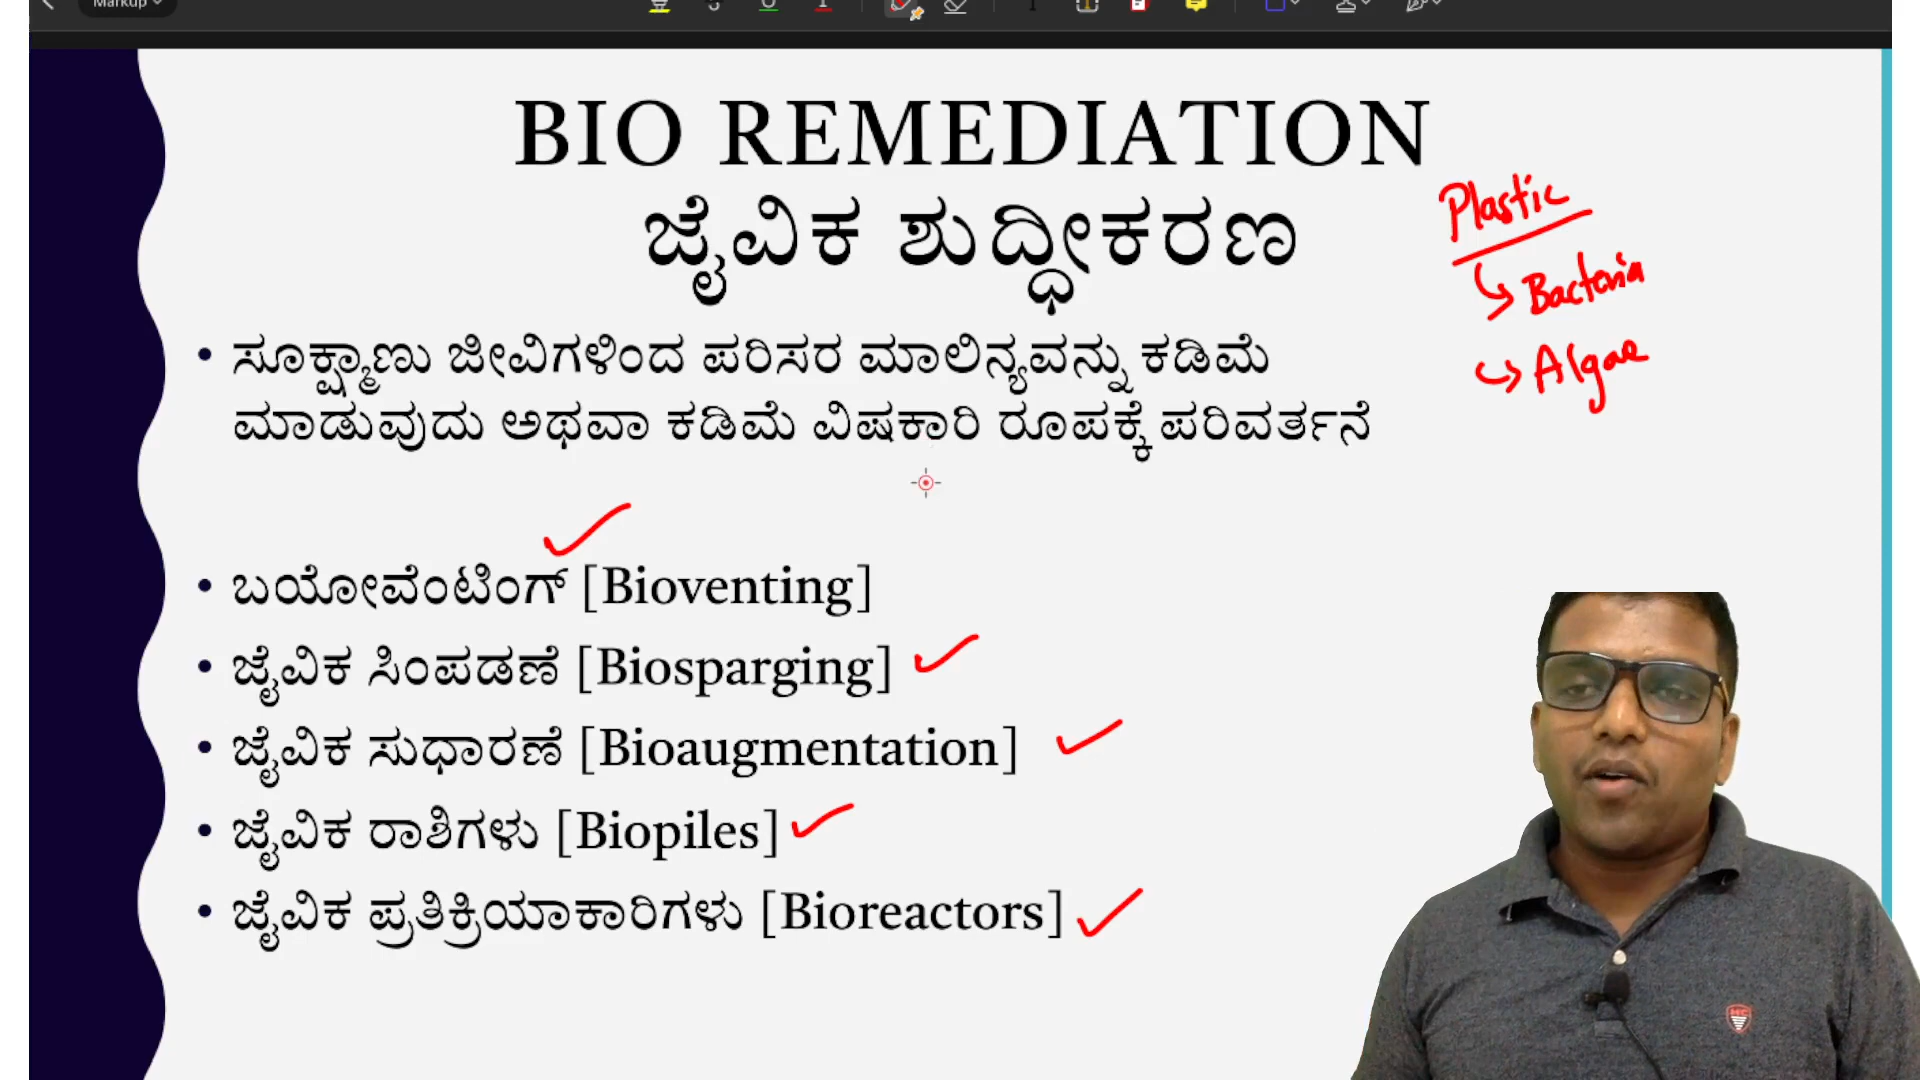 Markup
BIO REMEDIATION
ಜೈವಿಕ ಶುದ್ಧೀಕರಣ
Plastic
Bacteria
Algae
• ಸೂಕ್ಷ್ಮಾಣು ಜೀವಿಗಳಿಂದ ಪರಿಸರ ಮಾಲಿನ್ಯವನ್ನು ಕಡಿಮೆ
ಮಾಡುವುದು ಅಥವಾ ಕಡಿಮೆ ವಿಷಕಾರಿ ರೂಪಕ್ಕೆ ಪರಿವರ್ತನೆ
• ಬಯೋವೆಂಟಿಂಗ್ [Bioventing]
• ಜೈವಿಕ ಸಿಂಪಡಣೆ [Biosparging]
• ಜೈವಿಕ ಸುಧಾರಣೆ [Bioaugmentation]
• ಜೈವಿಕ ರಾಶಿಗಳು [Biopiles]
• ಜೈವಿಕ ಪ್ರತಿಕ್ರಿಯಾಕಾರಿಗಳು [Bioreactors]